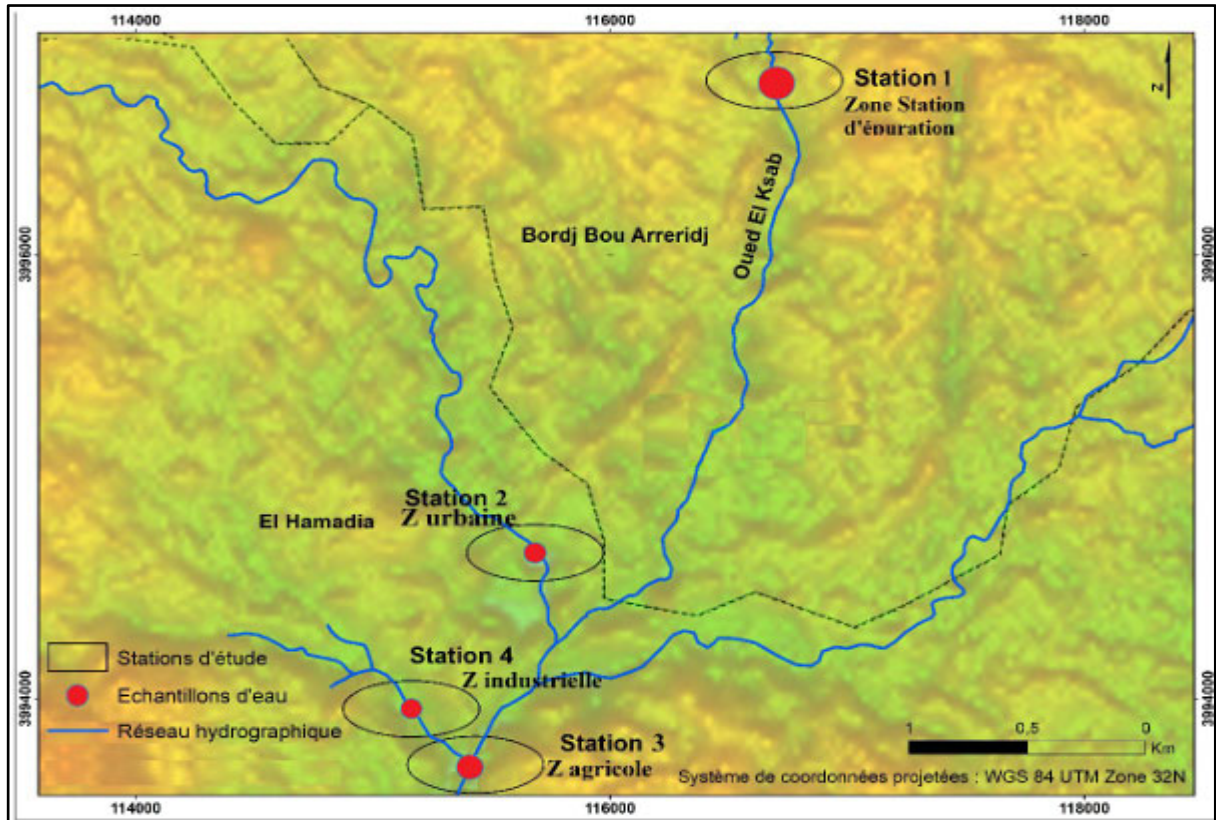 114000 116000 118000
Station 1
Zone Station
d'épuration
Z
Oued El Ksab
Bordj Bou Arreridj
3996000
3996000
Station 2
Z urbaine
El Hamadia
Station 4
Z industrielle
Station 3
Z agricole
3994000
3994000
Stations d'étude
Echantillons d'eau
Réseau hydrographique
1 0,5 0
Km
Système de coordonnées projetées : WGS 84 UTM Zone 32N
114000 116000 118000